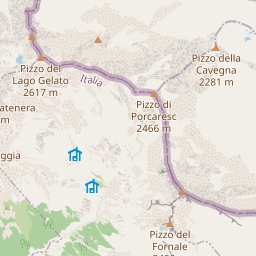 Pizzo del
Lago Gelato
2617 m
Italia
Pizzo della
Cavegna
2281 m
Pizzo di
Porcaresc
2466 m
atenera
m
ggia
Pizzo del
Fornale